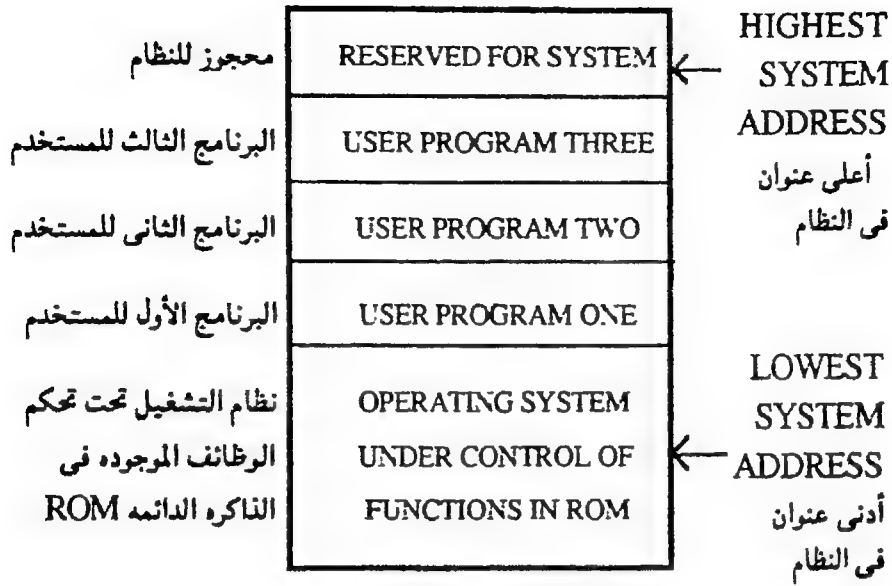 محجوز للنظام
RESERVED FOR SYSTEM
HIGHEST
SYSTEM
ADDRESS
أعلى عنوان
فى النظام
البرنامج الثالث للمستخدم
USER PROGRAM THREE
البرنامج الثانى للمستخدم
USER PROGRAM TWO
البرنامج الأول للمستخدم
USER PROGRAM ONE
نظام التشغيل تحت تحكم
الوظائف الموجوده فى
الذاكره الدائمه ROM
OPERATING SYSTEM
UNDER CONTROL OF
FUNCTIONS IN ROM
LOWEST
SYSTEM
ADDRESS
أدنى عنوان
فى النظام